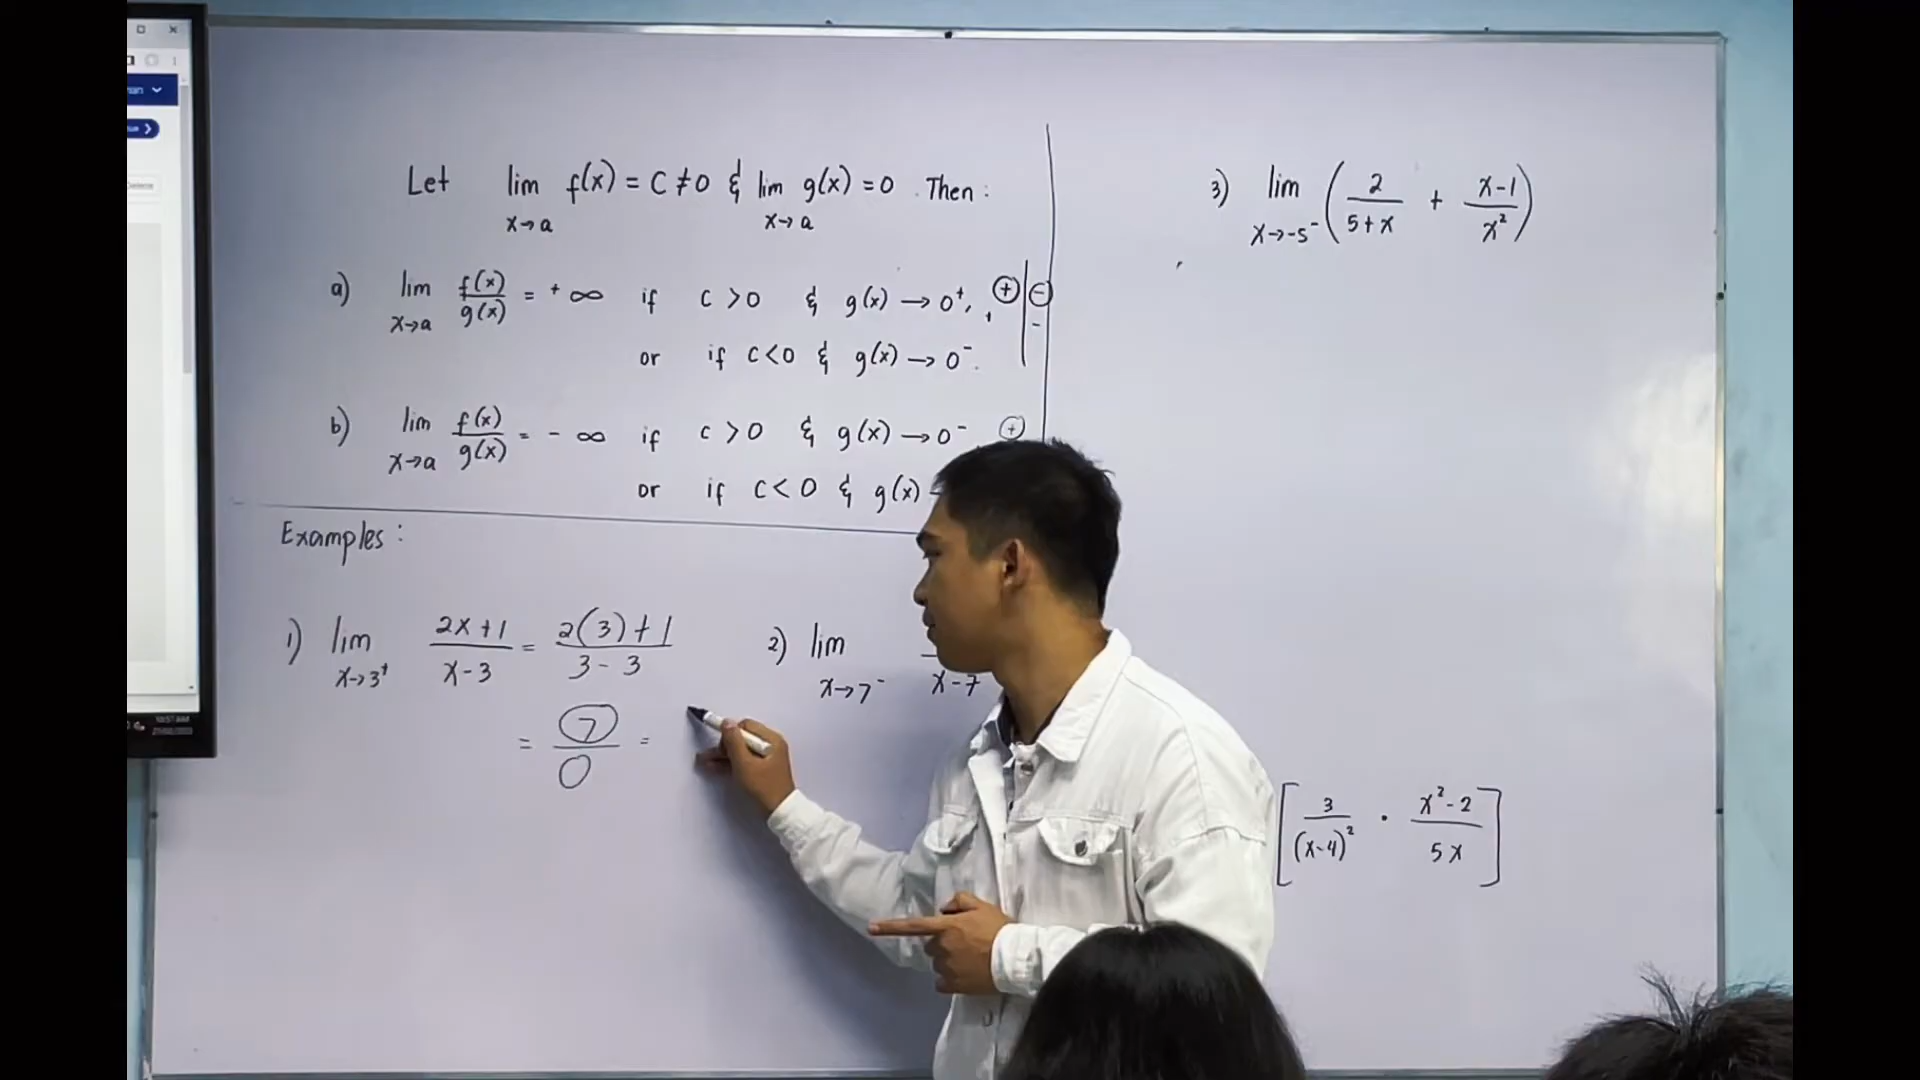 Let lim f(x) = C ≠ 0 & lim g(x) = 0 . Then :
x→a x→a
a) lim f(x)/g(x) = + ∞ if c > 0 & g(x) → 0⁺, ⊕ ⊖
x→a
or if c < 0 & g(x) → 0⁻.
b) lim f(x)/g(x) = - ∞ if c > 0 & g(x) → 0⁻ ⊕
x→a
or if c < 0 & g(x)
Examples :
1) lim 2x+1 / x-3 = 2(3)+1 / 3-3
x→3⁺
= 7/0 =
2) lim x-7
x→7⁻
3) lim ( 2/5+x + x-1/x² )
x→-5⁻
[ 3/(x-4)² · x²-2/5x ]